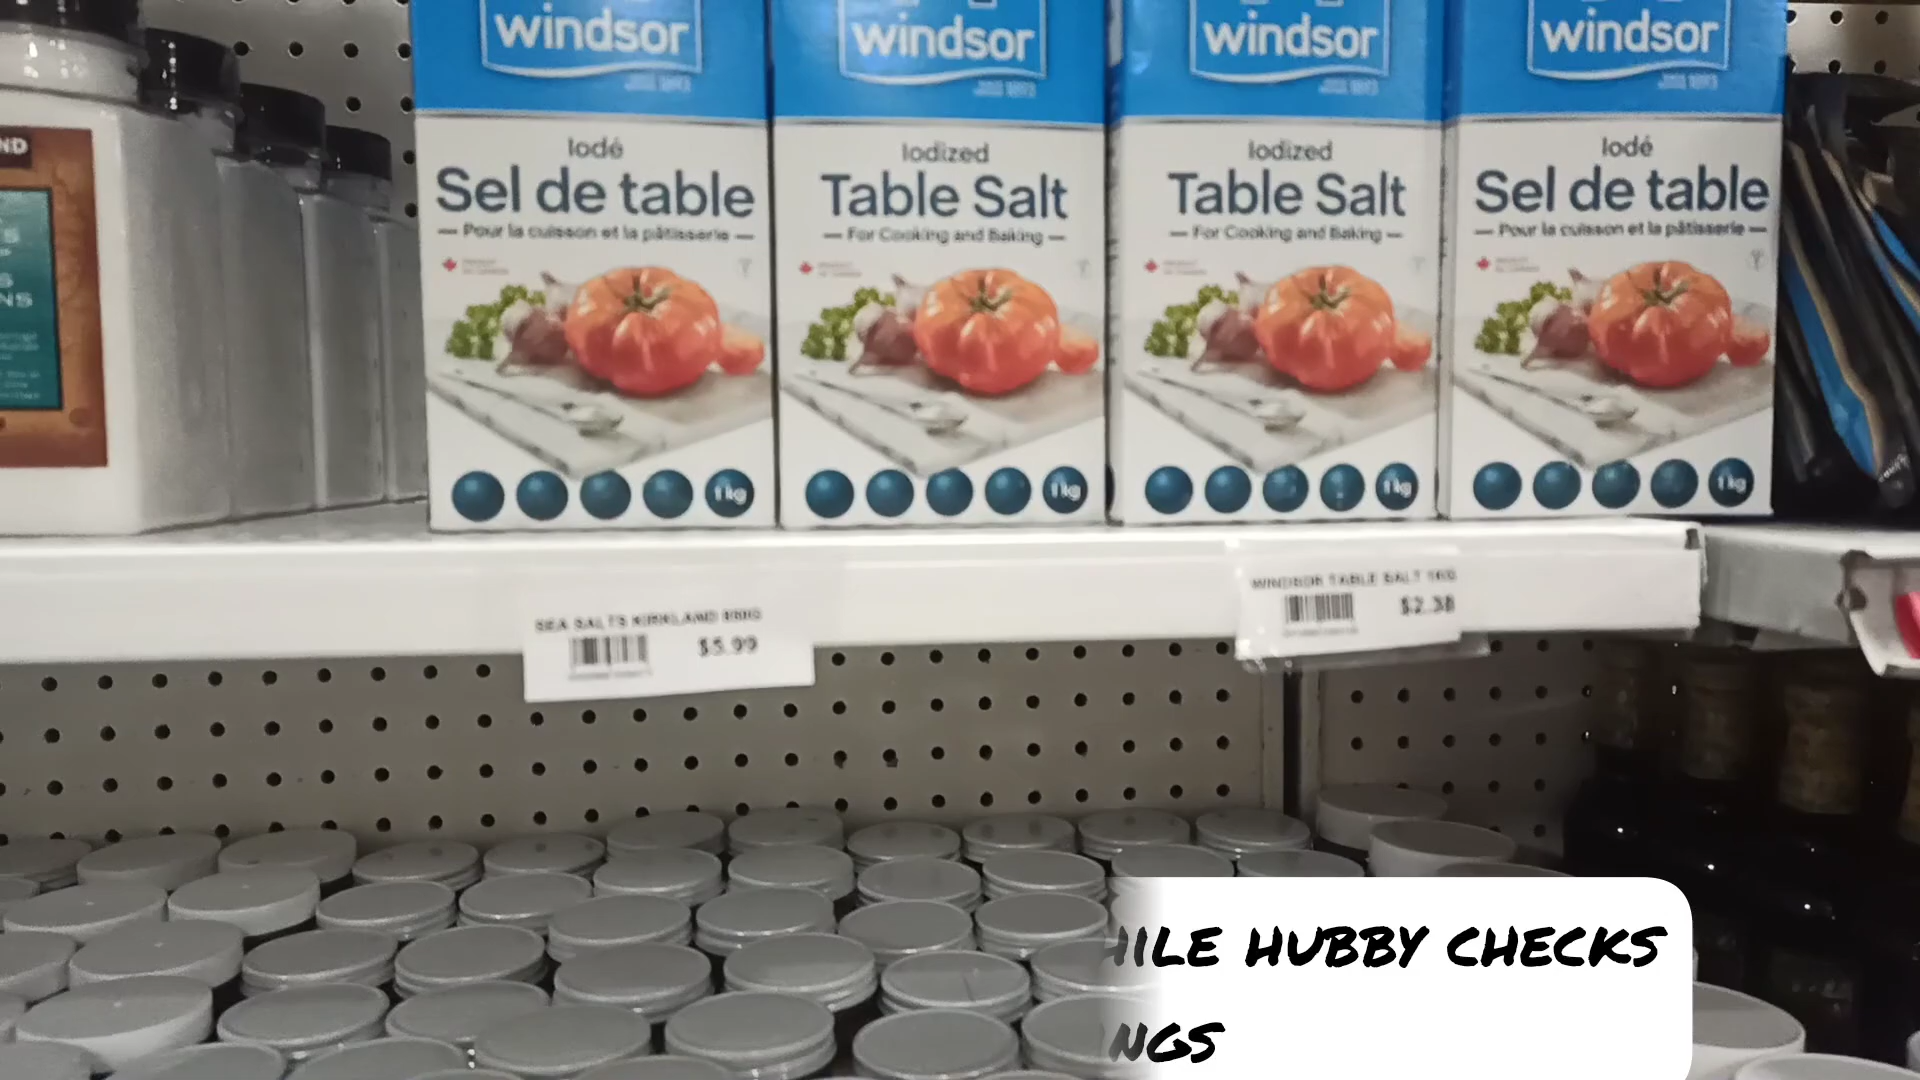 windsor
windsor
windsor
windsor
Iodé
Sel de table
— Pour la cuisson et la pâtisserie —
Iodized
Table Salt
— For Cooking and Baking —
Iodized
Table Salt
— For Cooking and Baking —
Iodé
Sel de table
— Pour la cuisson et la pâtisserie —
1 kg
1 kg
1 kg
1 kg
SEA SALTS KIRKLAND
$5.99
WINDSOR TABLE SALT 1KG
$2.38
HILE HUBBY CHECKS
NGS